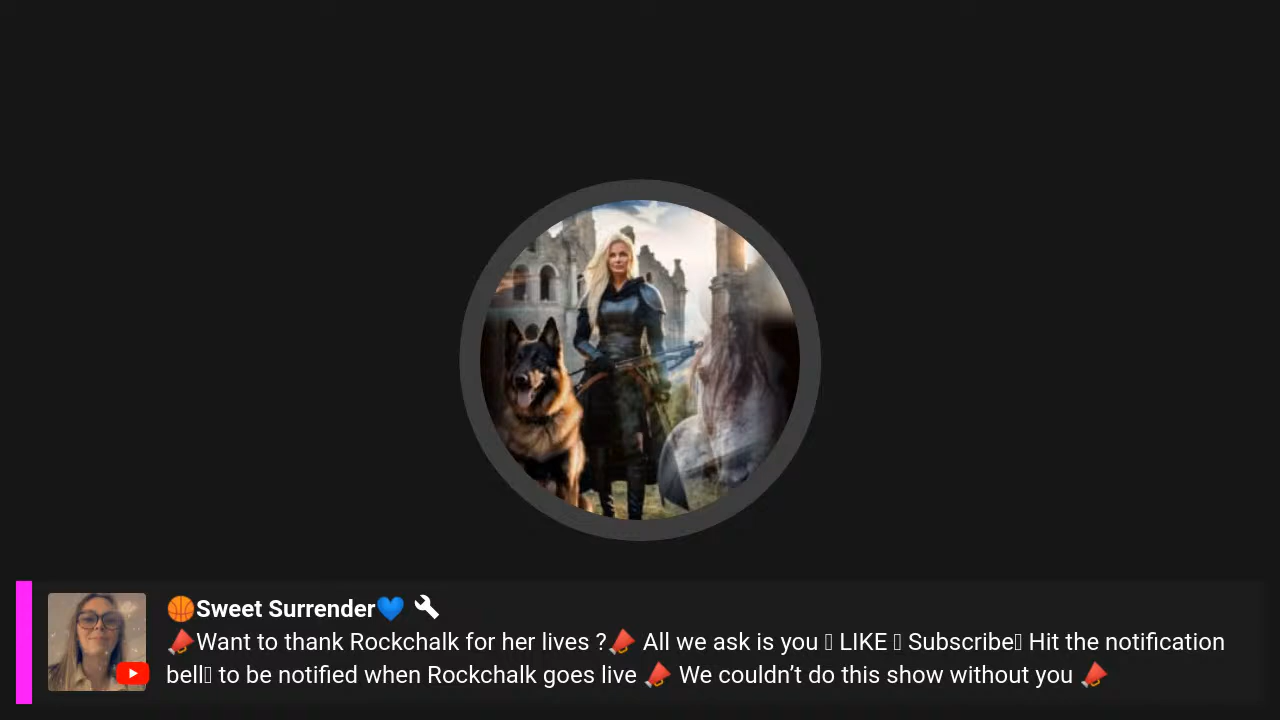 🏀Sweet Surrender💙 🔧
📣Want to thank Rockchalk for her lives ?📣 All we ask is you ▯ LIKE ▯ Subscribe▯ Hit the notification
bell▯ to be notified when Rockchalk goes live 📣 We couldn’t do this show without you 📣